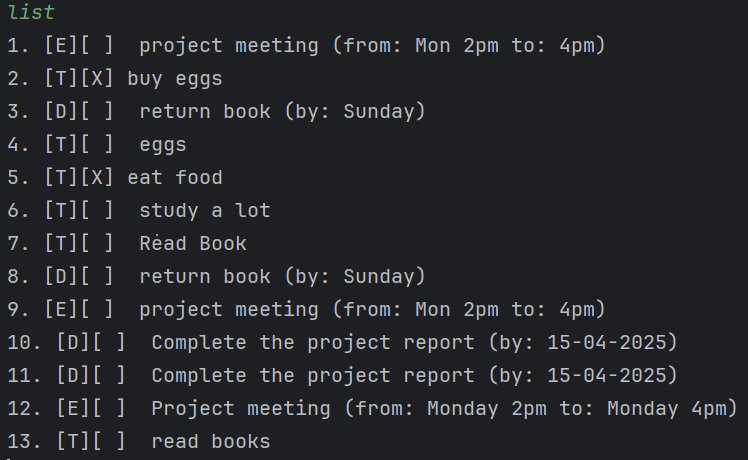 list
1. [E][ ]  project meeting (from: Mon 2pm to: 4pm)
2. [T][X] buy eggs
3. [D][ ]  return book (by: Sunday)
4. [T][ ]  eggs
5. [T][X] eat food
6. [T][ ]  study a lot
7. [T][ ]  Rėad Book
8. [D][ ]  return book (by: Sunday)
9. [E][ ]  project meeting (from: Mon 2pm to: 4pm)
10. [D][ ]  Complete the project report (by: 15-04-2025)
11. [D][ ]  Complete the project report (by: 15-04-2025)
12. [E][ ]  Project meeting (from: Monday 2pm to: Monday 4pm)
13. [T][ ]  read books